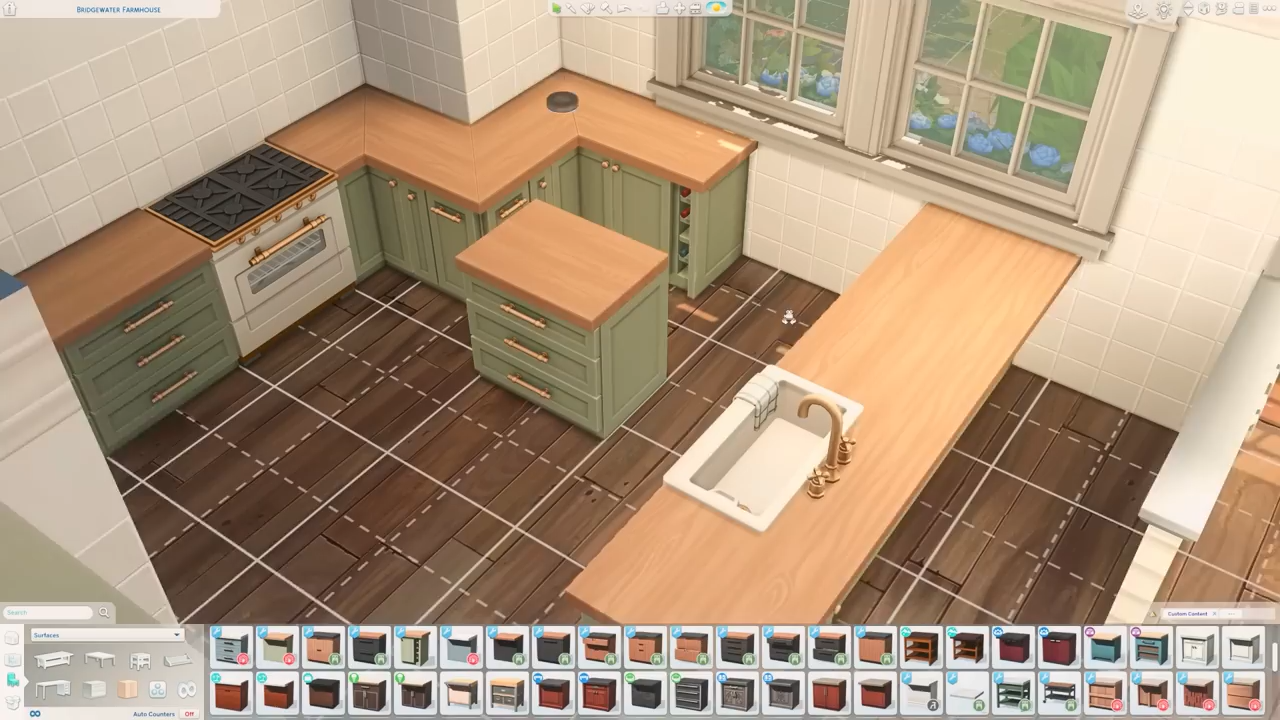 Bridgewater Farmhouse
Search
Custom Content
Surfaces
Auto Counters Off